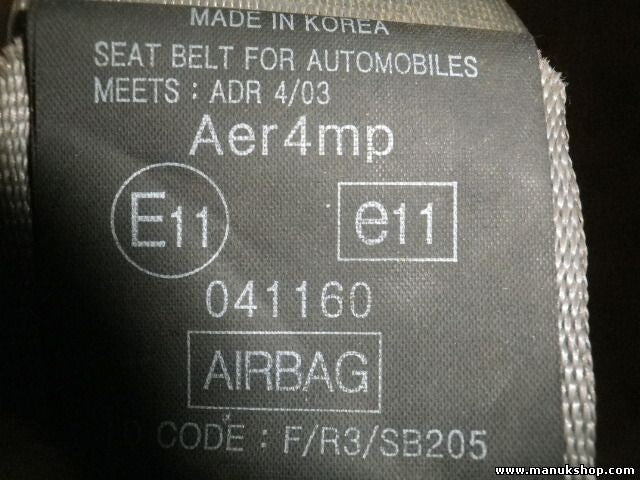 MADE IN KOREA
SEAT BELT FOR AUTOMOBILES
MEETS : ADR 4/03
Aer4mp
E11 e11
041160
AIRBAG
CODE : F/R3/SB205
www.manukshop.com